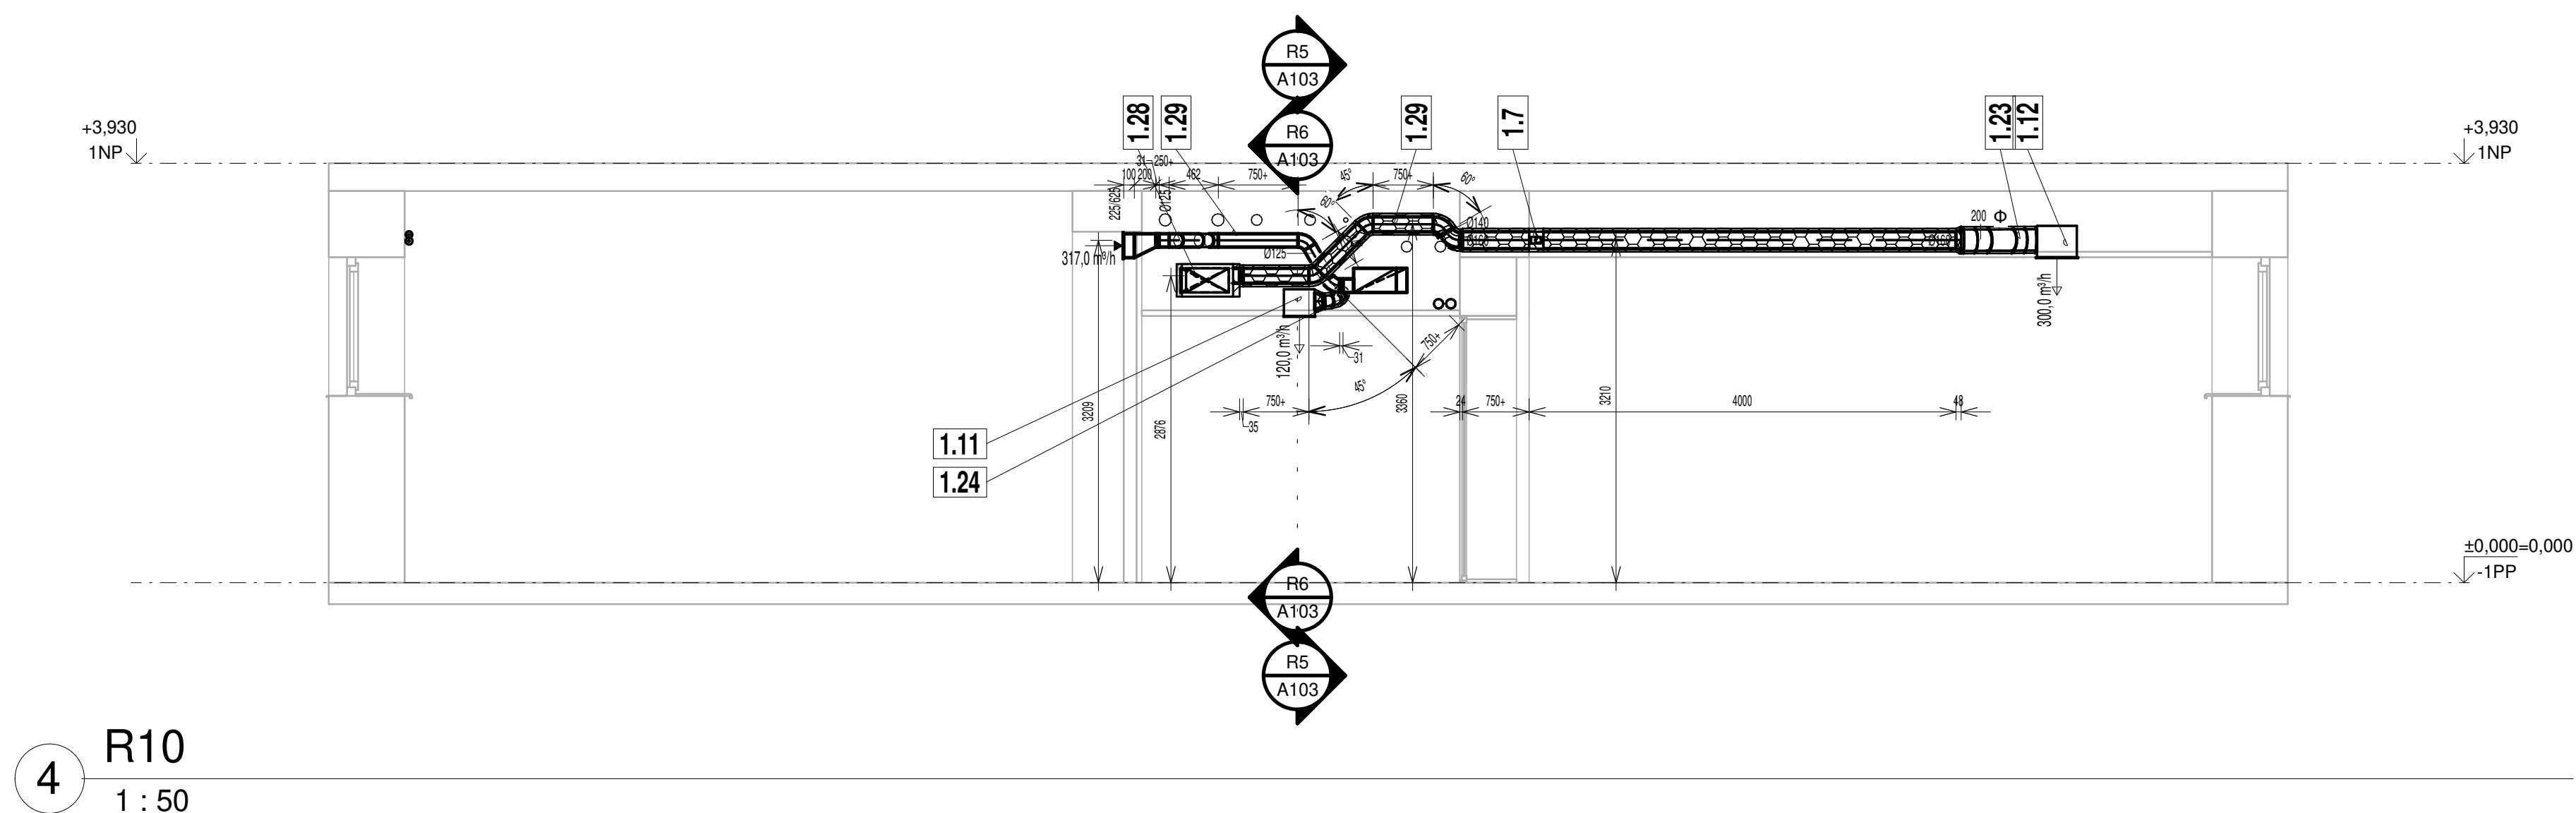 R5
A103
R6
A103
1.28
1.29
1.29
1.7
1.23
1.12
+3,930
1NP
+3,930
1NP
31
250+
100
200
462
750+
45°
750+
60°
225/625
Ø125
60°
Ø140
Ø160
Ø160
200
Φ
317,0 m³/h
Ø125
300,0 m³/h
120,0 m³/h
31
750+
45°
3209
2876
750+
35
3360
24
750+
3210
4000
48
1.11
1.24
±0,000=0,000
-1PP
R6
A103
R5
A103
4
R10
1 : 50